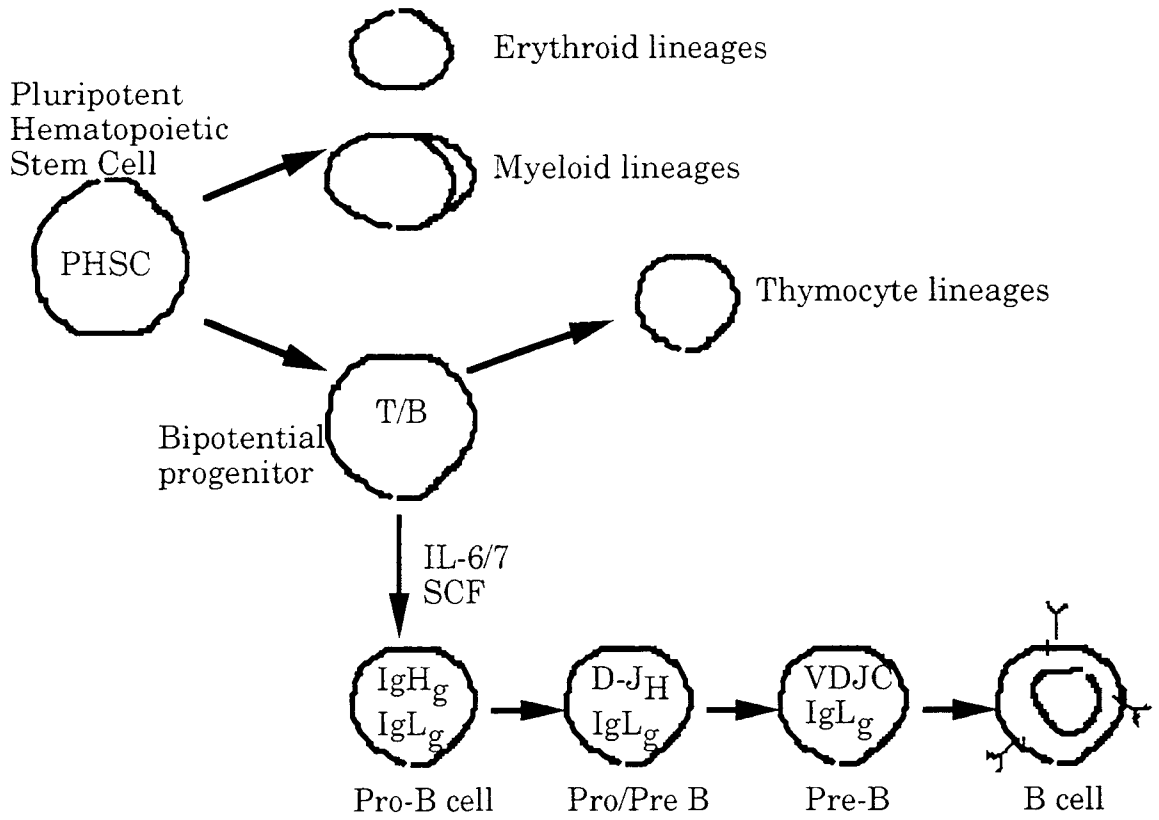 Erythroid lineages
Pluripotent
Hematopoietic
Stem Cell
Myeloid lineages
PHSC
Thymocyte lineages
T/B
Bipotential
progenitor
IL-6/7
SCF
IgHg
IgLg
D-JH
IgLg
VDJC
IgLg
Pro-B cell
Pro/Pre B
Pre-B
B cell